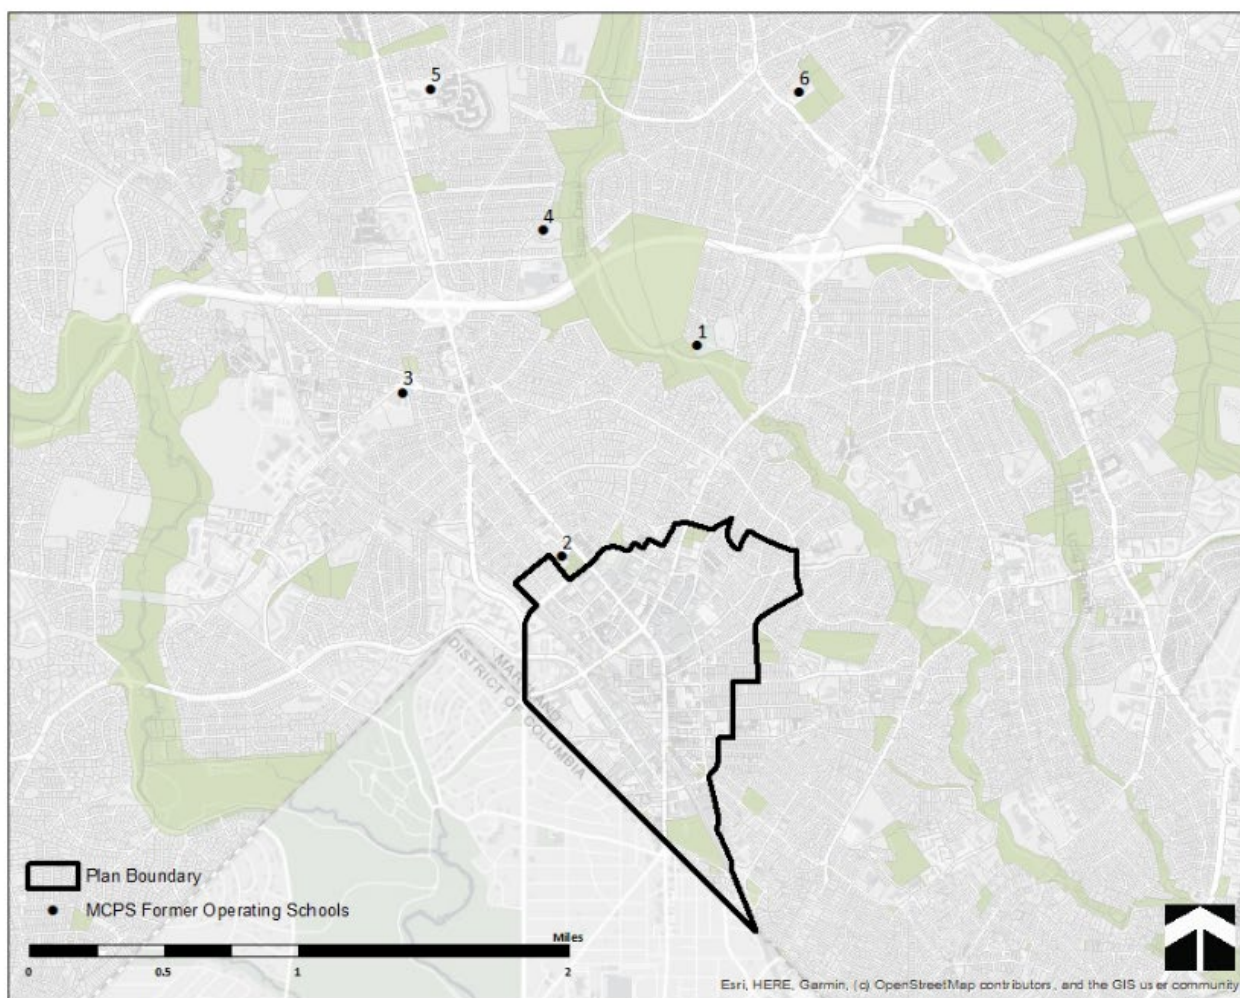 5
6
4
1
3
2
MARYLAND
DISTRICT OF COLUMBIA
Plan Boundary
MCPS Former Operating Schools
Miles
0 0.5 1 2
Esri, HERE, Garmin, (c) OpenStreetMap contributors, and the GIS user community